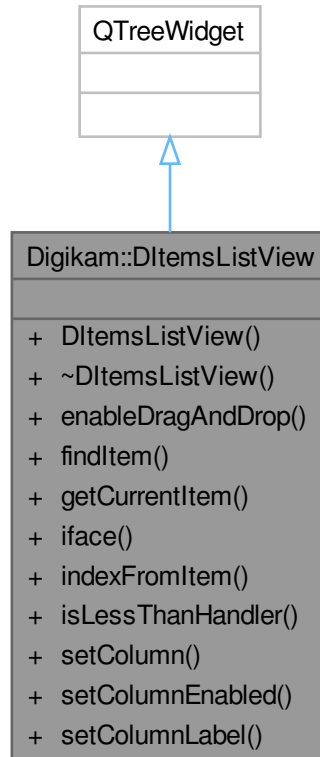 QTreeWidget
Digikam::DItemsListView
+ DItemsListView()
+ ~DItemsListView()
+ enableDragAndDrop()
+ findItem()
+ getCurrentItem()
+ iface()
+ indexFromItem()
+ isLessThanHandler()
+ setColumn()
+ setColumnEnabled()
+ setColumnLabel()